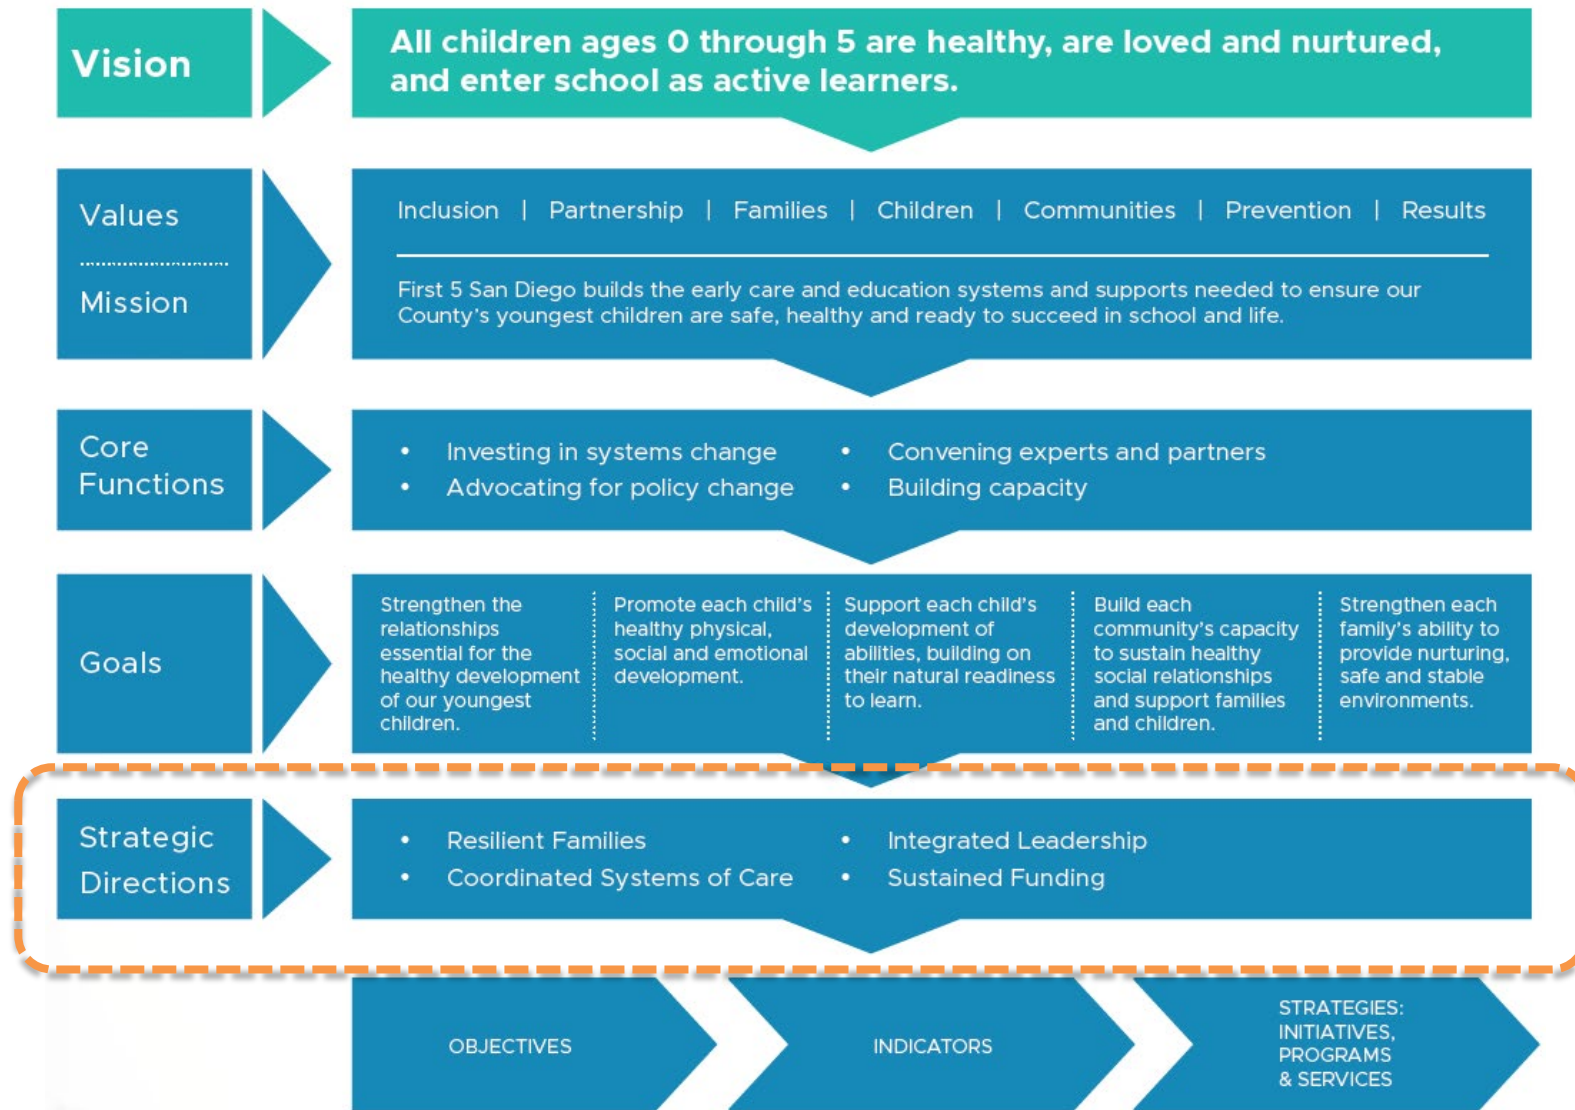 Vision
All children ages 0 through 5 are healthy, are loved and nurtured,
and enter school as active learners.
Values
Mission
Inclusion | Partnership | Families | Children | Communities | Prevention | Results
First 5 San Diego builds the early care and education systems and supports needed to ensure our
County's youngest children are safe, healthy and ready to succeed in school and life.
Core
Functions
• Investing in systems change
• Advocating for policy change
• Convening experts and partners
• Building capacity
Goals
Strengthen the
relationships
essential for the
healthy development
of our youngest
children.
Promote each child's
healthy physical,
social and emotional
development.
Support each child's
development of
abilities, building on
their natural readiness
to learn.
Build each
community's capacity
to sustain healthy
social relationships
and support families
and children.
Strengthen each
family's ability to
provide nurturing,
safe and stable
environments.
Strategic
Directions
• Resilient Families
• Coordinated Systems of Care
• Integrated Leadership
• Sustained Funding
OBJECTIVES
INDICATORS
STRATEGIES:
INITIATIVES,
PROGRAMS
& SERVICES